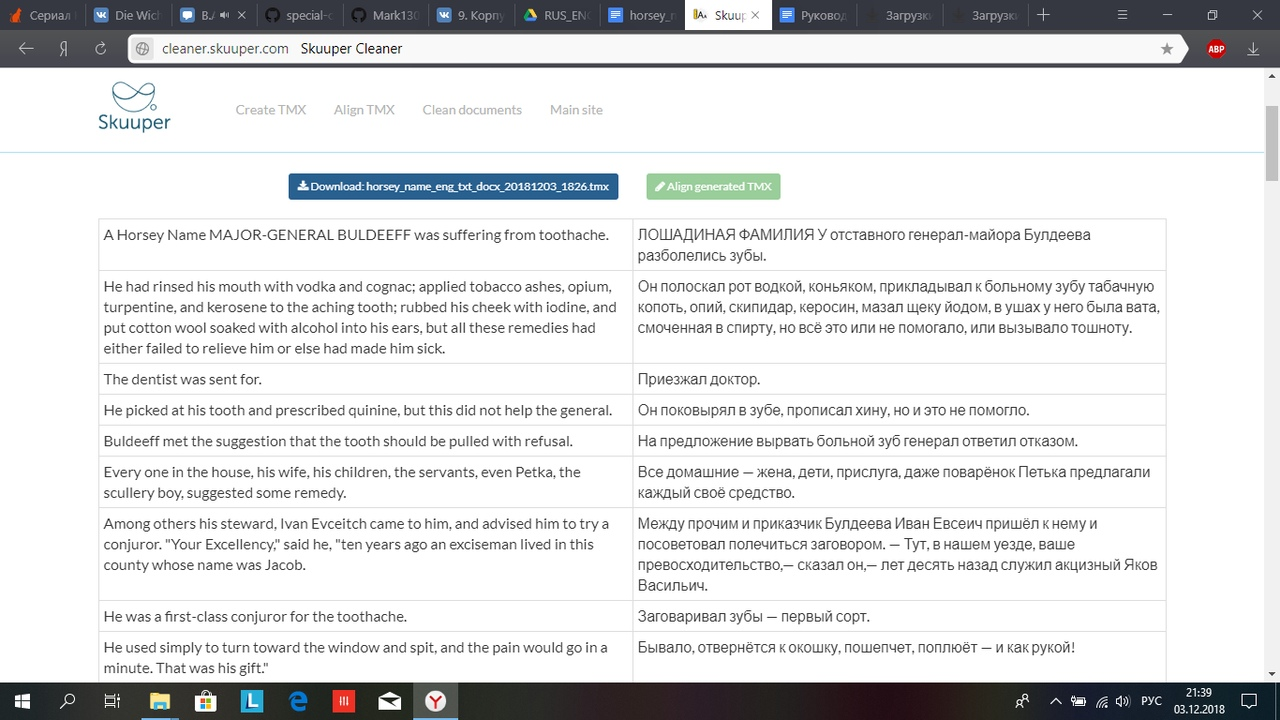 Сериал
Die Wich
B.A
special-c
Mark130
9. Корпу
RUS_ENG
horsey_n
Skuup
Руковод
Загрузки
Загрузки
Я
cleaner.skuuper.com Skuuper Cleaner
ABP
Skuuper
Create TMX
Align TMX
Clean documents
Main site
Download: horsey_name_eng_txt_docx_20181203_1826.tmx
Align generated TMX
A Horsey Name MAJOR-GENERAL BULDEEFF was suffering from toothache.
ЛОШАДИНАЯ ФАМИЛИЯ У отставного генерал-майора Булдеева
разболелись зубы.
He had rinsed his mouth with vodka and cognac; applied tobacco ashes, opium,
turpentine, and kerosene to the aching tooth; rubbed his cheek with iodine, and
put cotton wool soaked with alcohol into his ears, but all these remedies had
either failed to relieve him or else had made him sick.
Он полоскал рот водкой, коньяком, прикладывал к больному зубу табачную
копоть, опий, скипидар, керосин, мазал щеку йодом, в ушах у него была вата,
смоченная в спирту, но всё это или не помогало, или вызывало тошноту.
The dentist was sent for.
Приезжал доктор.
He picked at his tooth and prescribed quinine, but this did not help the general.
Он поковырял в зубе, прописал хину, но и это не помогло.
Buldeeff met the suggestion that the tooth should be pulled with refusal.
На предложение вырвать больной зуб генерал ответил отказом.
Every one in the house, his wife, his children, the servants, even Petka, the
scullery boy, suggested some remedy.
Все домашние — жена, дети, прислуга, даже поварёнок Петька предлагали
каждый своё средство.
Among others his steward, Ivan Evceitch came to him, and advised him to try a
conjuror. "Your Excellency," said he, "ten years ago an exciseman lived in this
county whose name was Jacob.
Между прочим и приказчик Булдеева Иван Евсеич пришёл к нему и
посоветовал полечиться заговором. — Тут, в нашем уезде, ваше
превосходительство,— сказал он,— лет десять назад служил акцизный Яков
Васильич.
He was a first-class conjuror for the toothache.
Заговаривал зубы — первый сорт.
He used simply to turn toward the window and spit, and the pain would go in a
minute. That was his gift."
Бывало, отвернётся к окошку, пошепчет, поплюёт — и как рукой!
РУС
21:39
03.12.2018